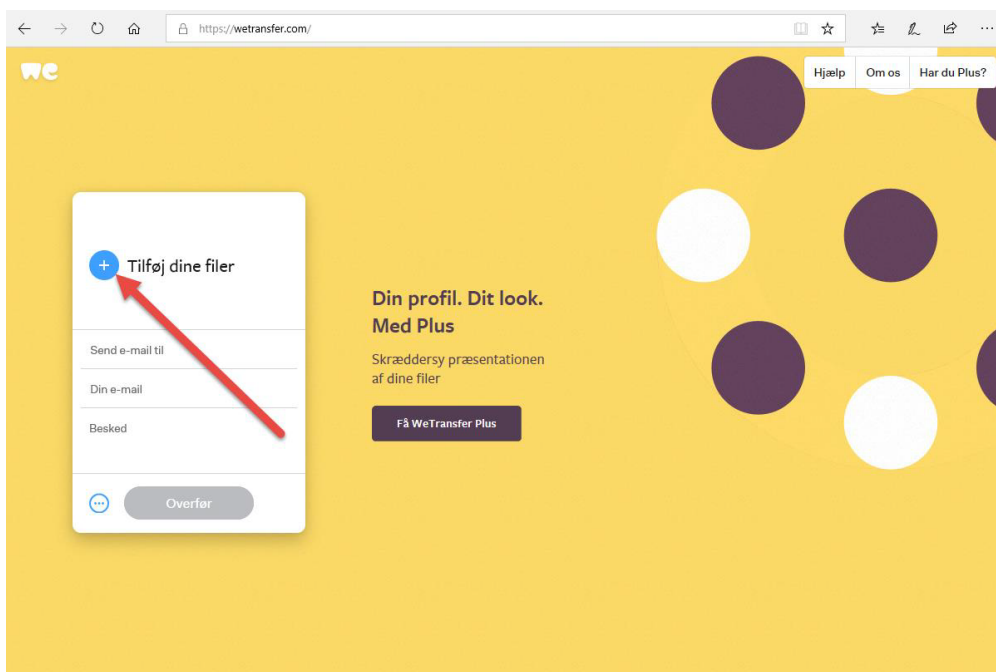 https://wetransfer.com/
we
Hjælp Om os Har du Plus?
Tilføj dine filer
Send e-mail til
Din e-mail
Besked
Overfør
Din profil. Dit look.
Med Plus
Skræddersy præsentationen
af dine filer
Få WeTransfer Plus